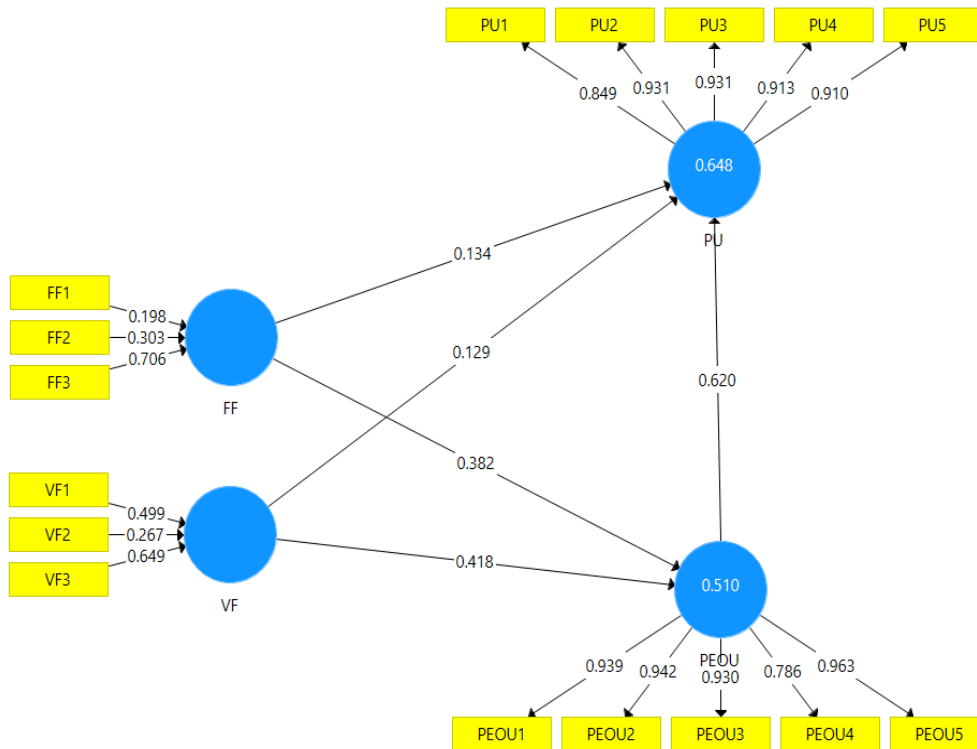 PU1 PU2 PU3 PU4 PU5
0.849 0.931 0.931 0.913 0.910
0.648
PU
0.134
FF1
0.198
FF2
0.303
FF3
0.706
FF
0.129
0.620
0.382
VF1
0.499
VF2
0.267
VF3
0.649
VF
0.418
0.510
PEOU
0.939 0.942 0.930 0.786 0.963
PEOU1 PEOU2 PEOU3 PEOU4 PEOU5